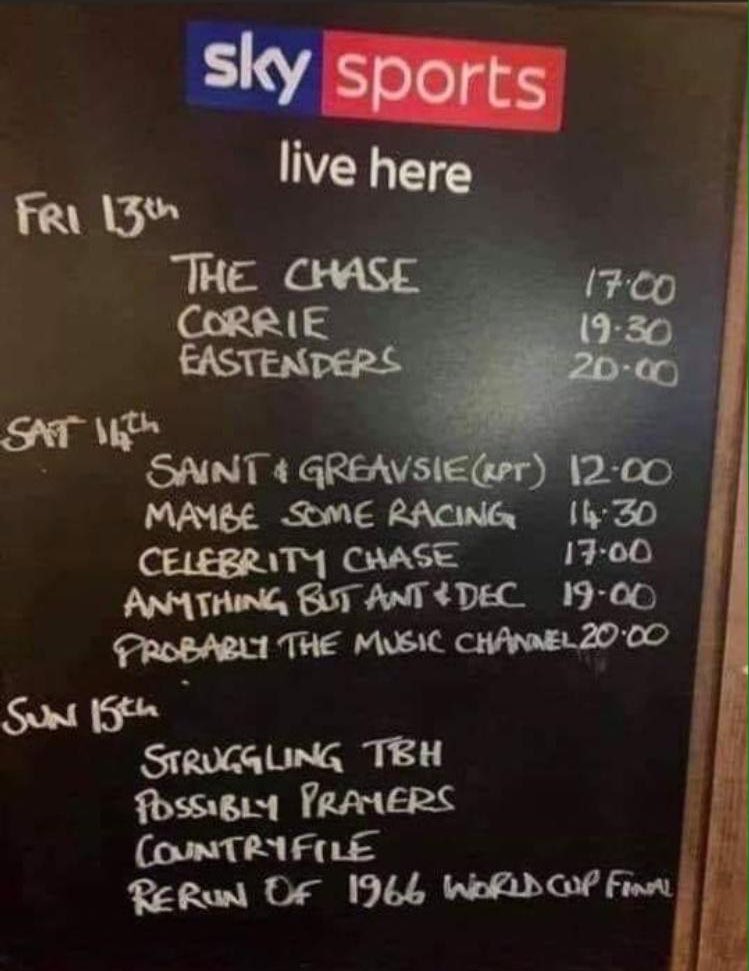 sky sports
live here
FRI 13th
THE CHASE 17.00
CORRIE 19.30
EASTENDERS 20.00
SAT 14th
SAINT & GREAVSIE (RPT) 12.00
MAYBE SOME RACING 14.30
CELEBRITY CHASE 17.00
ANYTHING BUT ANT & DEC 19.00
PROBABLY THE MUSIC CHANNEL 20.00
SUN 15th
STRUGGLING TBH
POSSIBLY PRAYERS
COUNTRYFILE
RERUN OF 1966 WORLD CUP FINAL